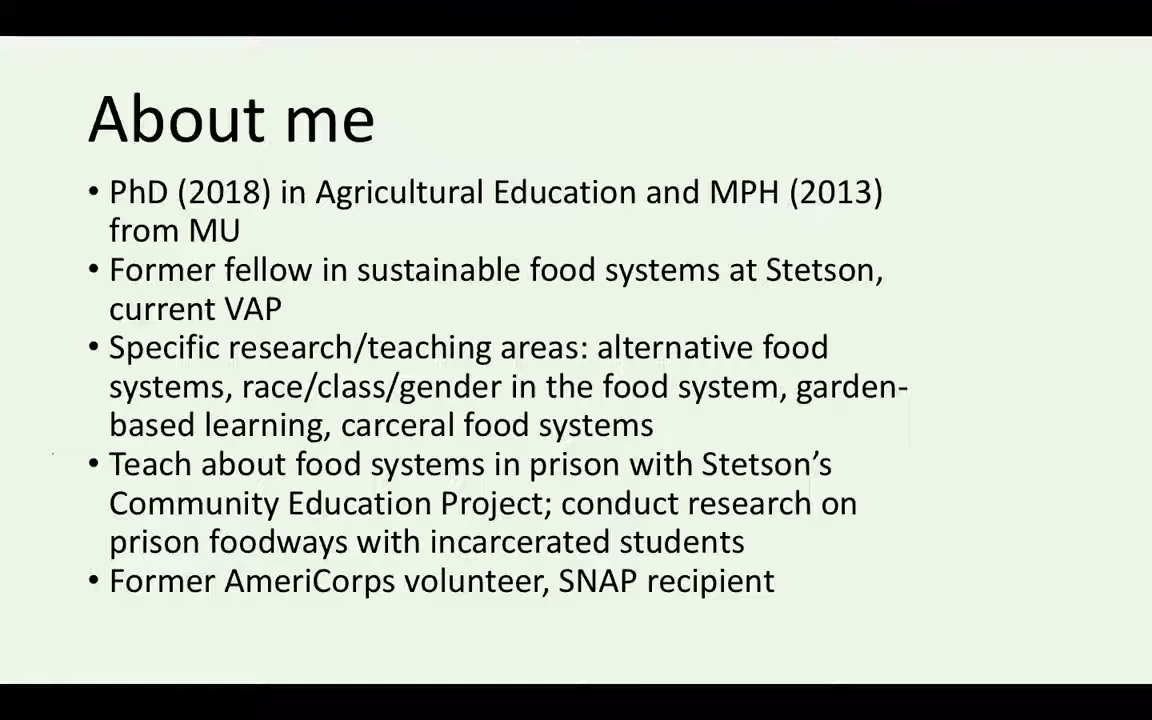 About me
• PhD (2018) in Agricultural Education and MPH (2013)
from MU
• Former fellow in sustainable food systems at Stetson,
current VAP
• Specific research/teaching areas: alternative food
systems, race/class/gender in the food system, garden-
based learning, carceral food systems
• Teach about food systems in prison with Stetson’s
Community Education Project; conduct research on
prison foodways with incarcerated students
• Former AmeriCorps volunteer, SNAP recipient